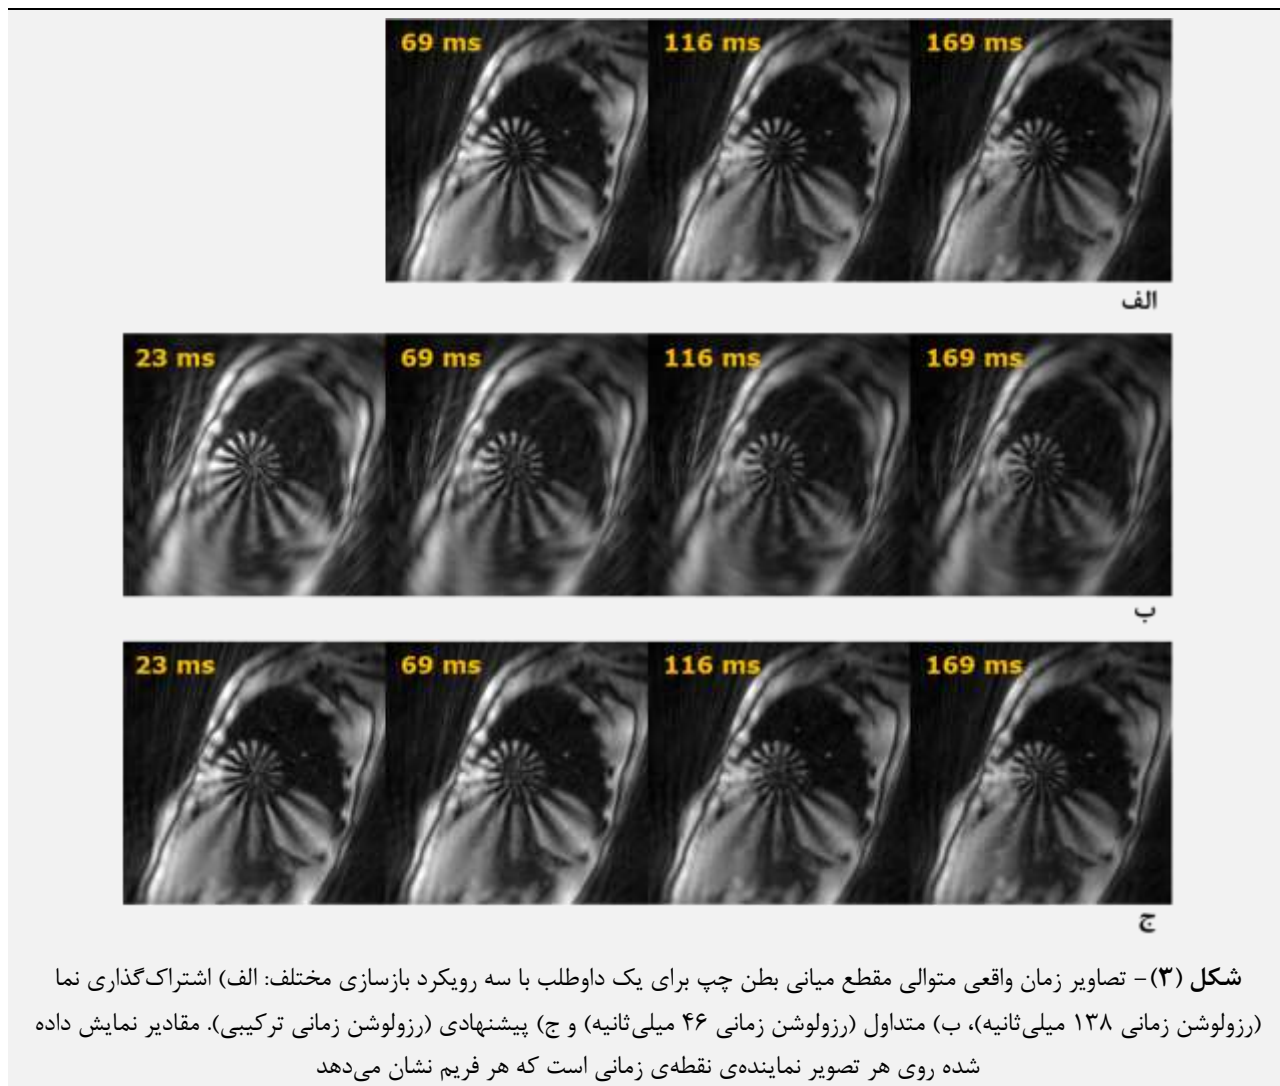 69 ms 116 ms 169 ms
الف
23 ms 69 ms 116 ms 169 ms
ب
23 ms 69 ms 116 ms 169 ms
ج
شکل (۳)- تصاویر زمان واقعی متوالی مقطع میانی بطن چپ برای یک داوطلب با سه رویکرد بازسازی مختلف: الف) اشتراک‌گذاری نما
(رزولوشن زمانی ۱۳۸ میلی‌ثانیه)، ب) متداول (رزولوشن زمانی ۴۶ میلی‌ثانیه) و ج) پیشنهادی (رزولوشن زمانی ترکیبی). مقادیر نمایش داده
شده روی هر تصویر نماینده‌ی نقطه‌ی زمانی است که هر فریم نشان می‌دهد